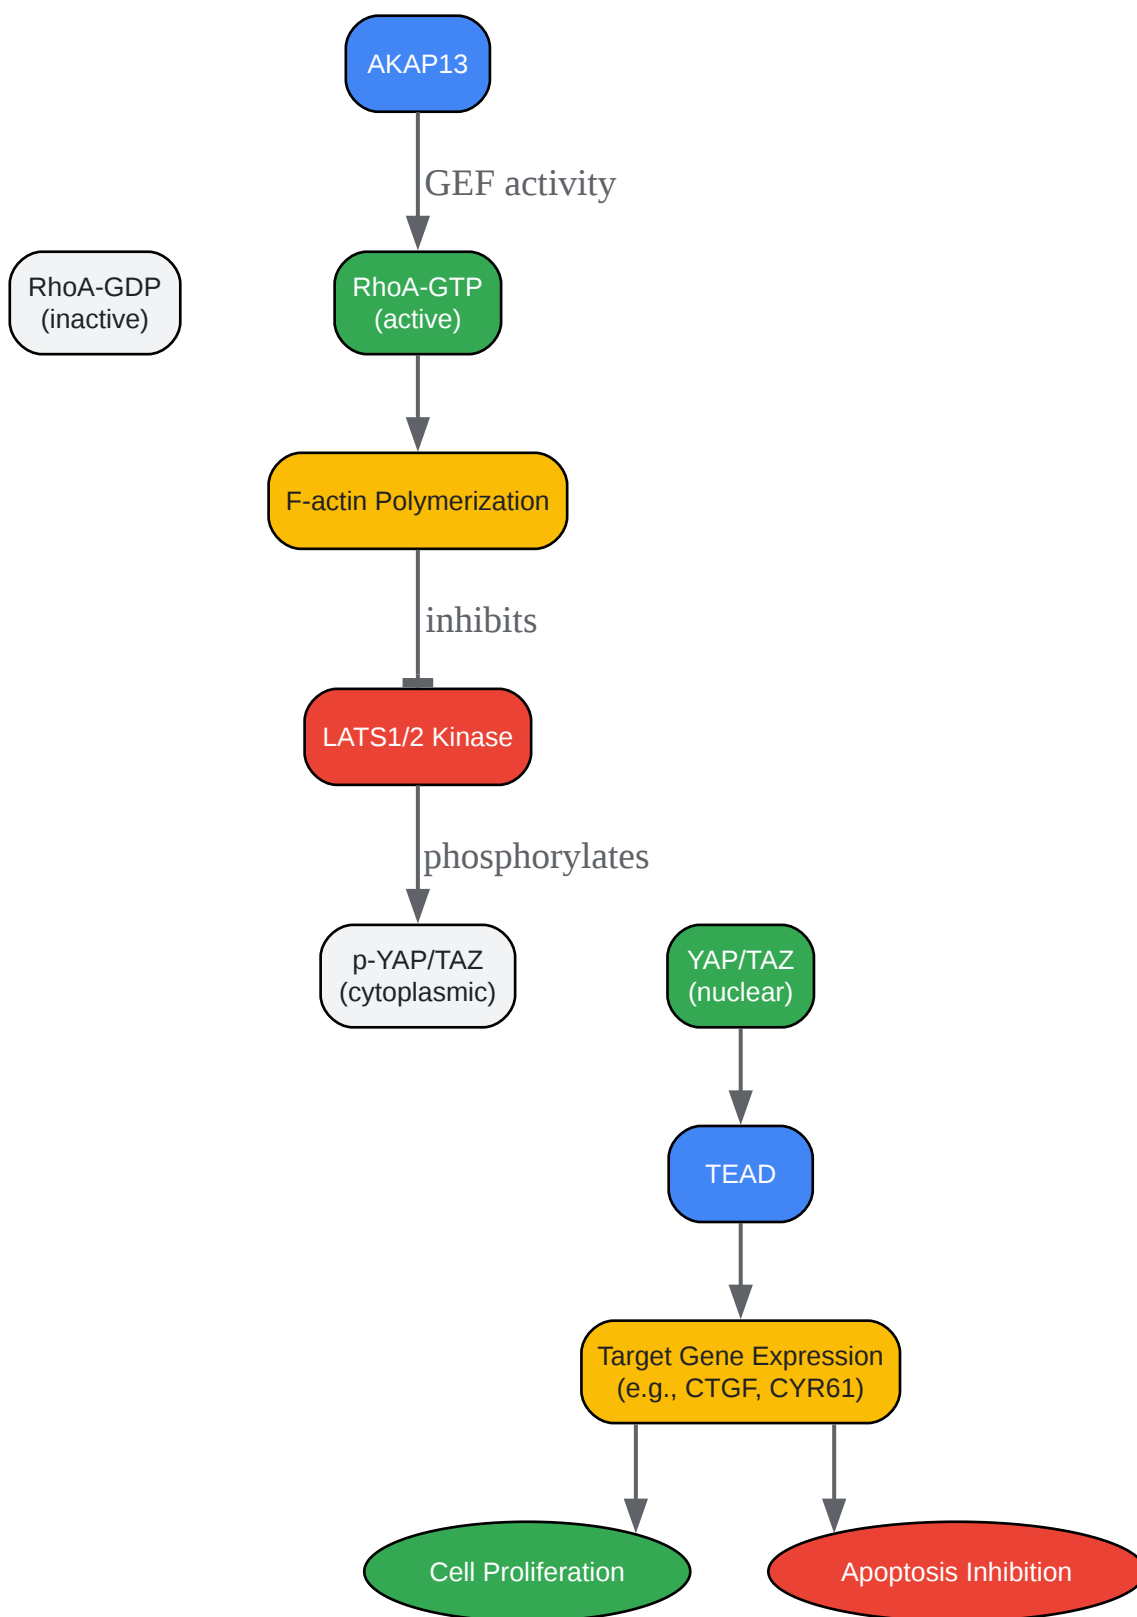 AKAP13
GEF activity
RhoA-GDP
(inactive)
RhoA-GTP
(active)
F-actin Polymerization
inhibits
LATS1/2 Kinase
phosphorylates
p-YAP/TAZ
(cytoplasmic)
YAP/TAZ
(nuclear)
TEAD
Target Gene Expression
(e.g., CTGF, CYR61)
Cell Proliferation
Apoptosis Inhibition